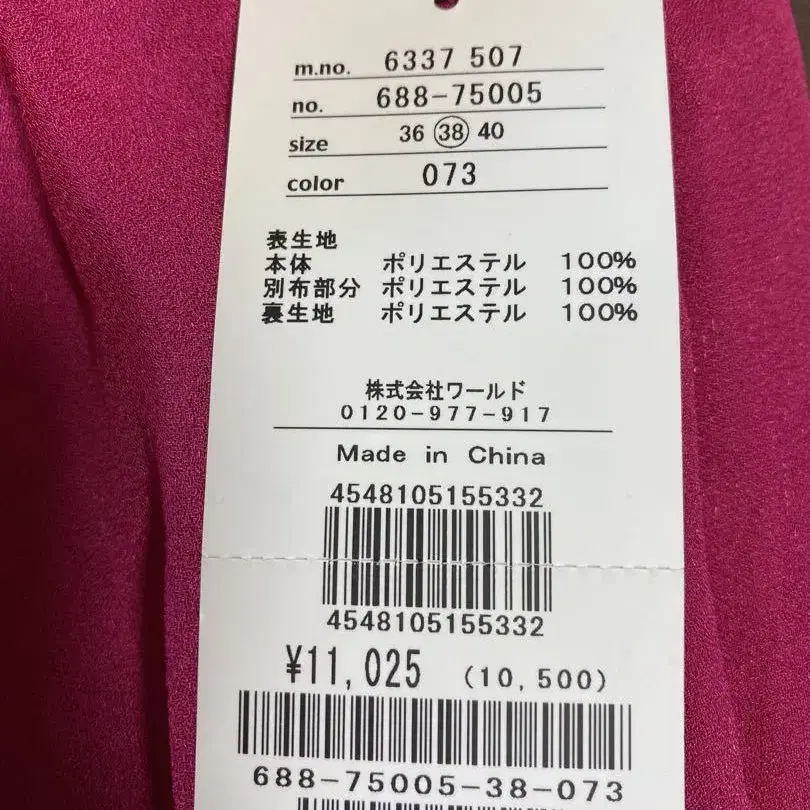 m.no. 6337 507
no. 688-75005
size 36 38 40
color 073
表生地
本体 ポリエステル 100%
別布部分 ポリエステル 100%
裏生地 ポリエステル 100%
株式会社ワールド
0120-977-917
Made in China
4548105155332
4548105155332
¥11,025 (10,500)
688-75005-38-073